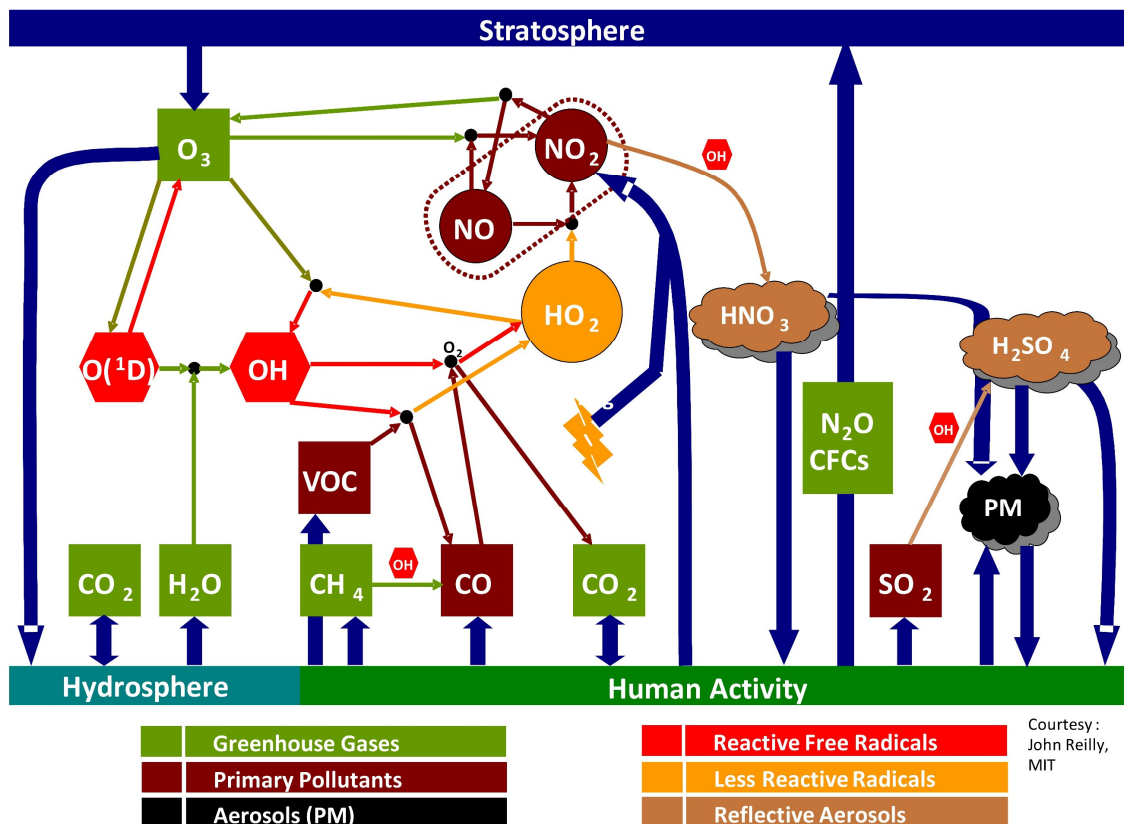 Stratosphere
O₃
NO₂
OH
NO
HO₂
HNO₃
H₂SO₄
O(¹D)
OH
O₂
N₂O
CFCs
OH
VOC
PM
CO₂
H₂O
CH₄
OH
CO
CO₂
SO₂
Hydrosphere
Human Activity
Greenhouse Gases
Primary Pollutants
Aerosols (PM)
Reactive Free Radicals
Less Reactive Radicals
Reflective Aerosols
Courtesy :
John Reilly,
MIT